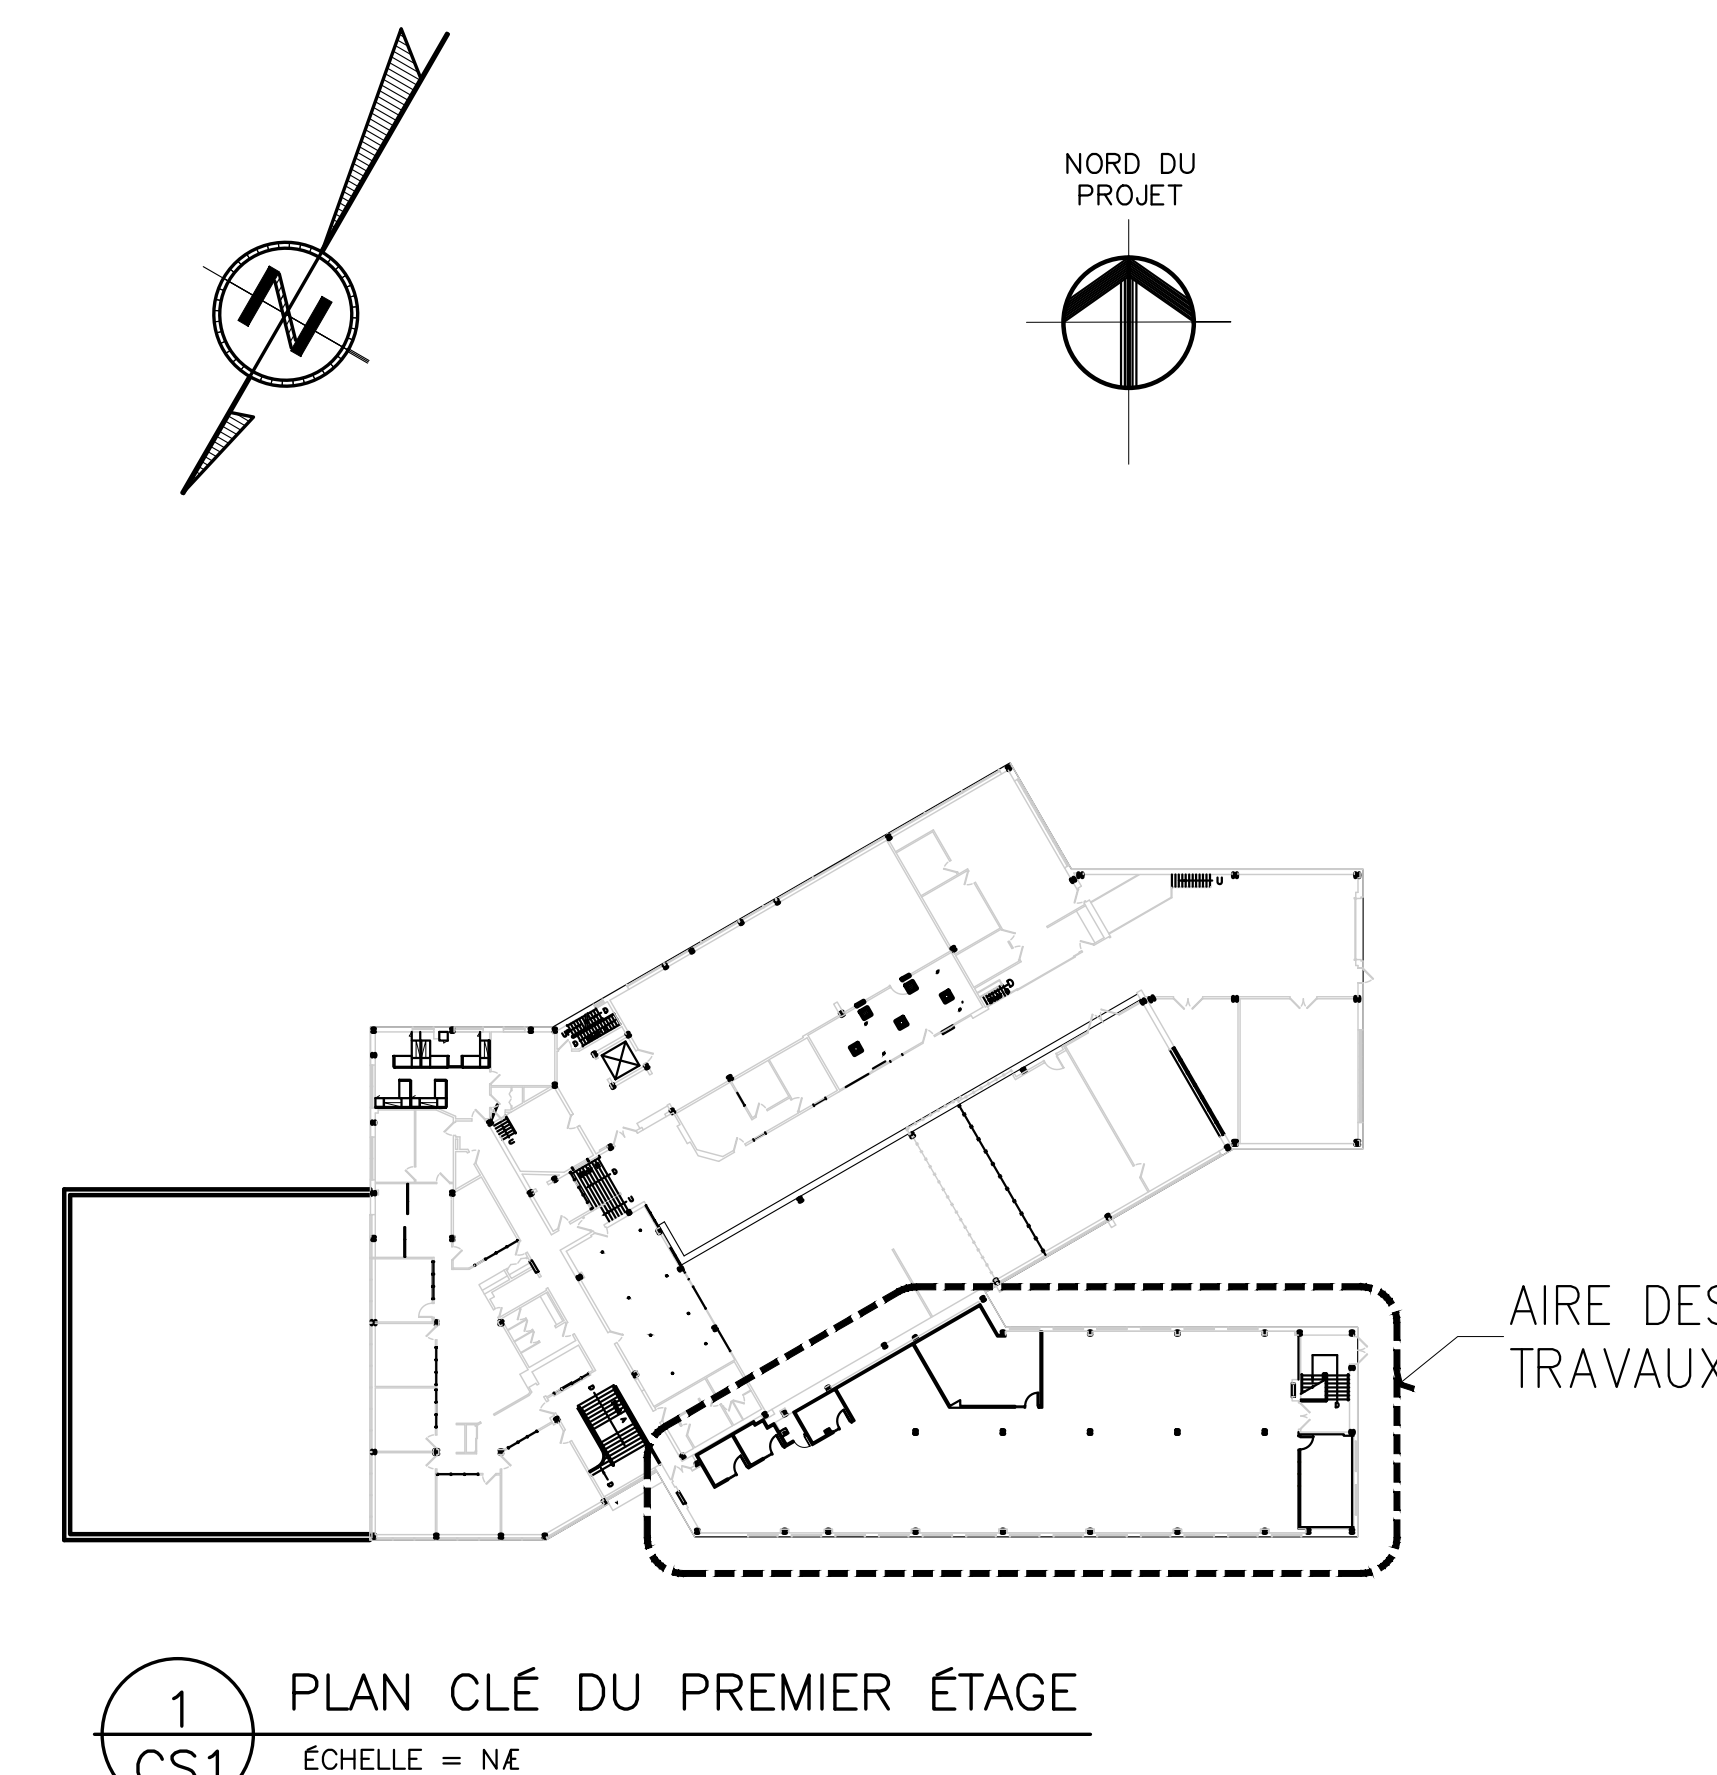 N
NORD DU
PROJET
U
D
AIRE DES
TRAVAUX
1
CS1
PLAN CLÉ DU PREMIER ÉTAGE
ÉCHELLE = NÆ